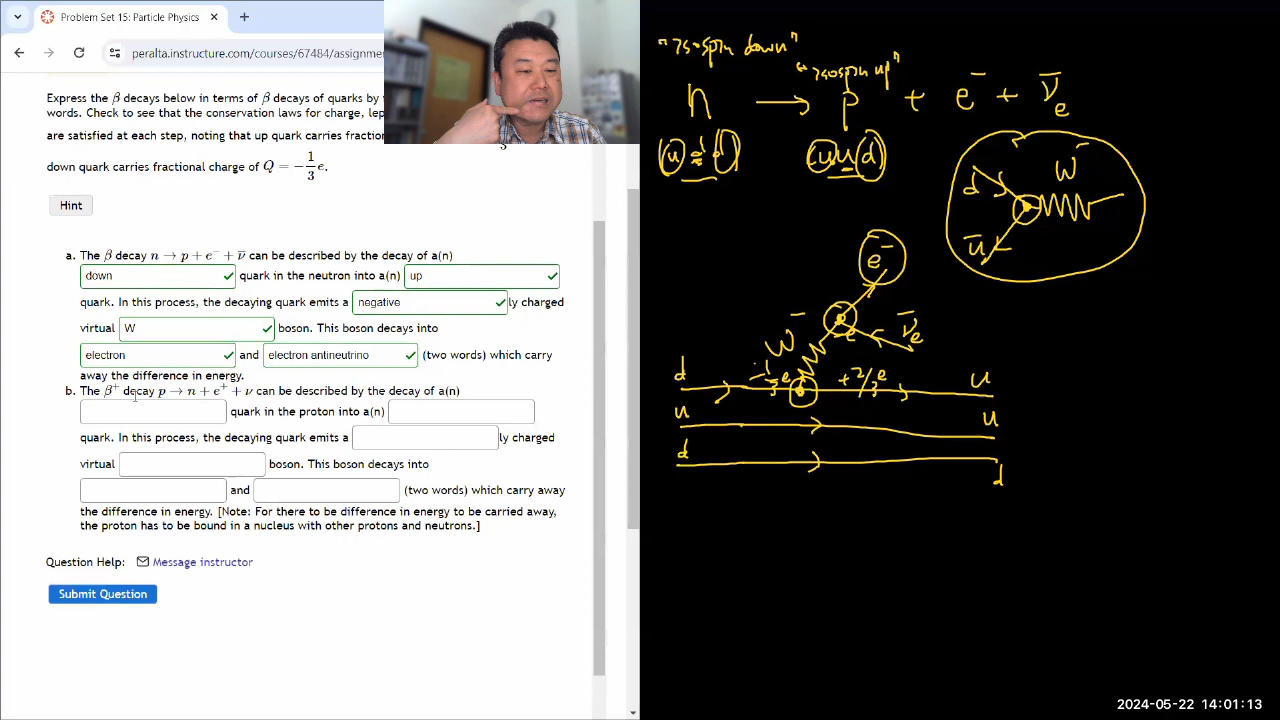 Problem Set 15: Particle Physics
peralta.instructure.com/courses/67484/assignme
Express the β decays below in terms of β decays of quarks by
words. Check to see that the conservation laws for charge, lep
are satisfied at each step, noting that up quark carries fractio
3
down quark carries fractional charge of Q = −1/3 e.
Hint
a. The β decay n → p + e⁻ + ν̅ can be described by the decay of a(n)
down quark in the neutron into a(n) up
quark. In this process, the decaying quark emits a negative ly charged
virtual W boson. This boson decays into
electron and electron antineutrino (two words) which carry
away the difference in energy.
b. The β⁺ decay p → n + e⁺ + ν can be described by the decay of a(n)
quark in the proton into a(n)
quark. In this process, the decaying quark emits a ly charged
virtual boson. This boson decays into
and (two words) which carry away
the difference in energy. [Note: For there to be difference in energy to be carried away,
the proton has to be bound in a nucleus with other protons and neutrons.]
Question Help: Message instructor
Submit Question
"isospin down"
"isospin up"
n → p + e⁻ + ν̅e
u d d
u u d
W⁻
d
u̅
e⁻
W⁻
ν̅e
d -1/3 e +2/3 e u
u u
d
d
2024-05-22 14:01:13